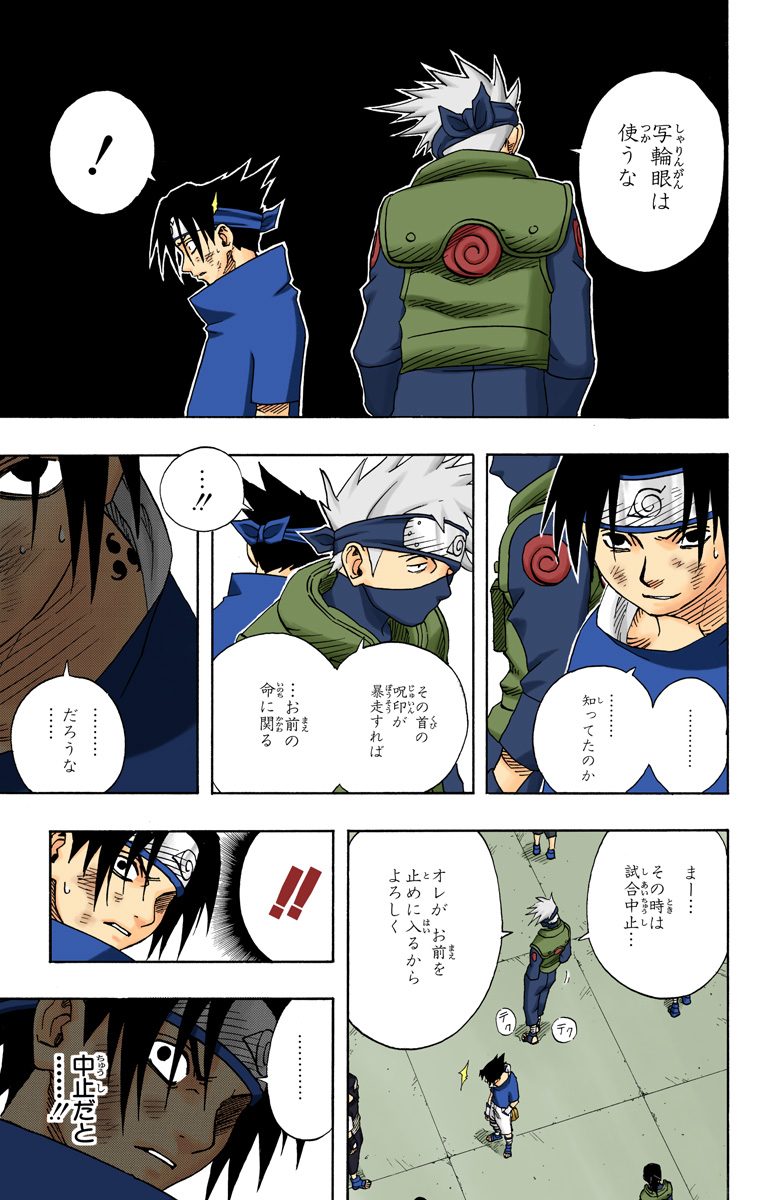 写輪眼は
使うな
！
………
………
知ってたのか
その首の
呪印が
暴走すれば
…お前の
命に関る
…!!
………
だろうな
まー…
その時は
試合中止…
オレが お前を
止めに入るから
よろしく
テク
テク
!!
………
中止だと
………!!